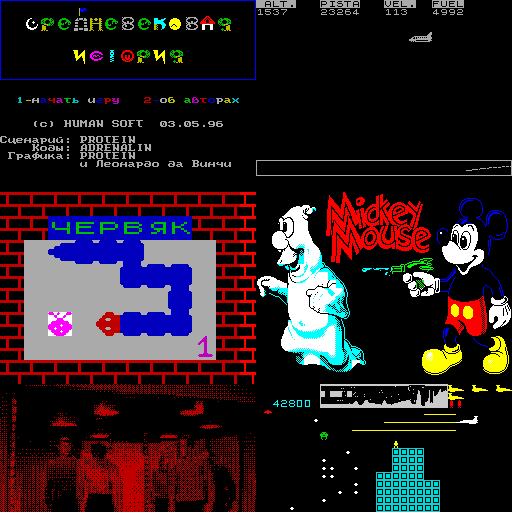 СРЕДНЕВЕКОВАЯ
ИСТОРИЯ
1-начать игру 2-об авторах
(c) HUMAN SOFT 03.05.96
Сценарий: PROTEIN
Коды: ADRENALIN
Графика: PROTEIN
и Леонардо да Винчи
ALT. PISTA VEL. FUEL
1537 23264 113 4992
ЧЕРВЯК
1
Mickey
Mouse
42800